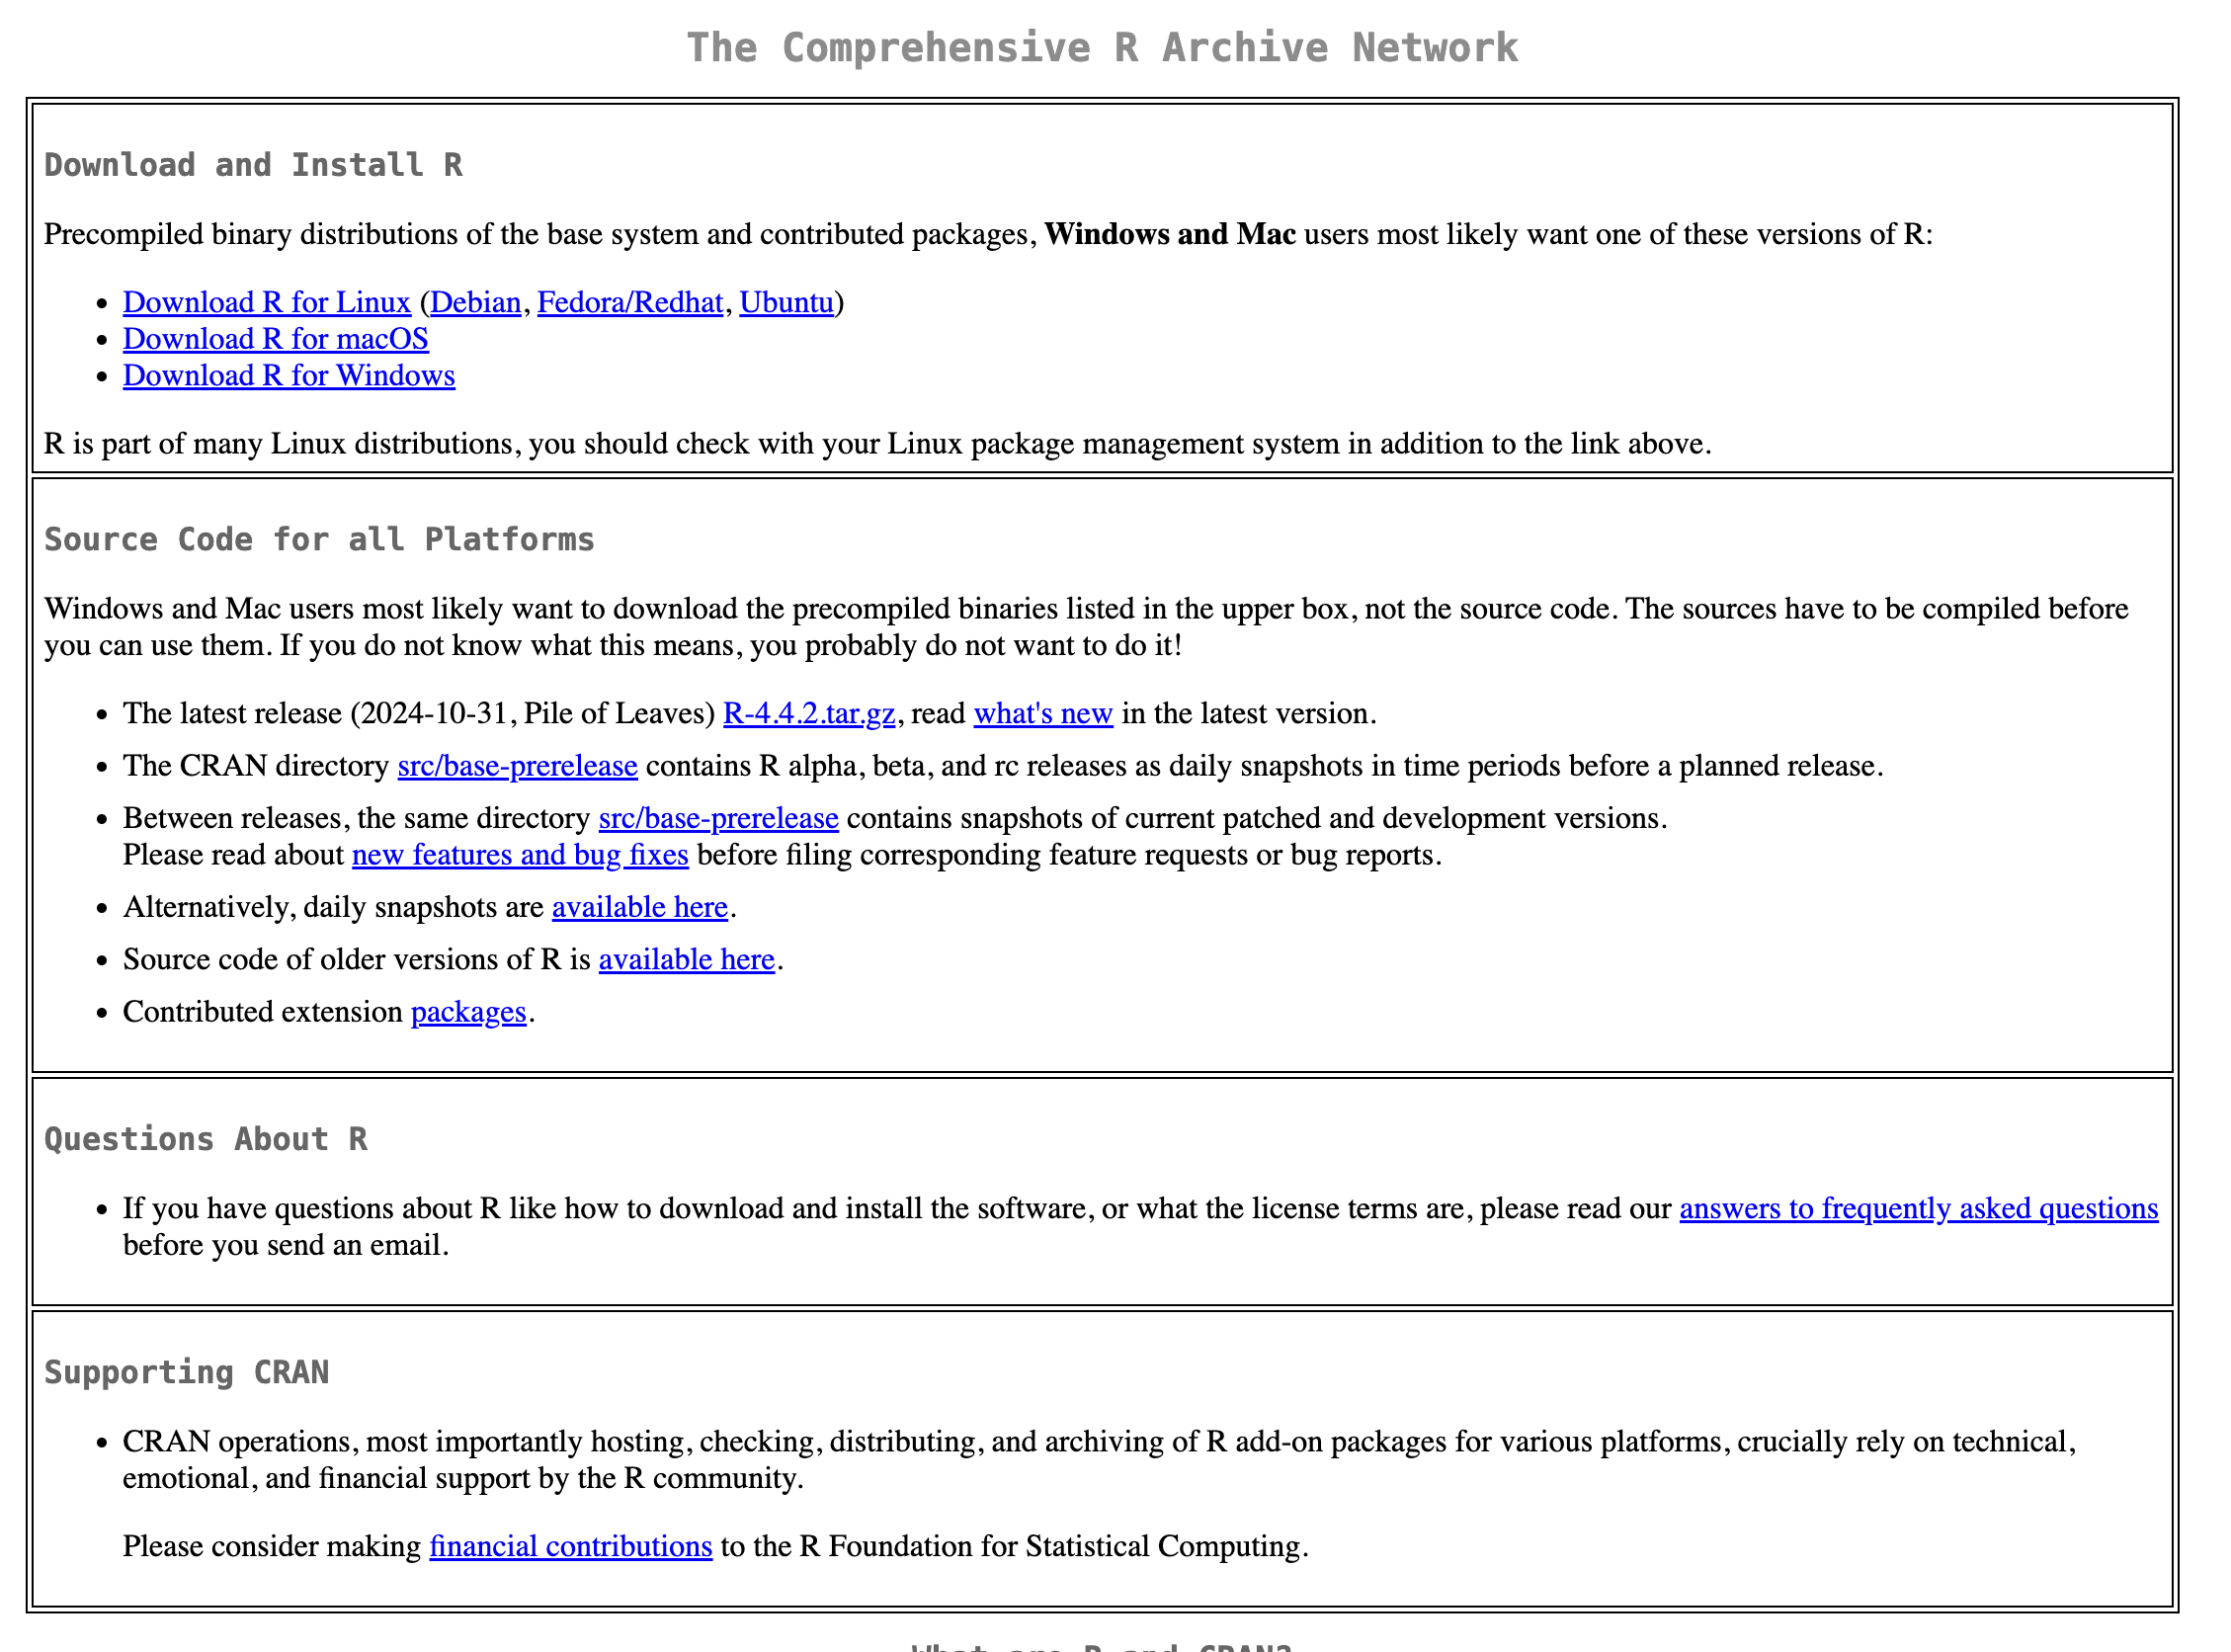 The Comprehensive R Archive Network
Download and Install R
Precompiled binary distributions of the base system and contributed packages, Windows and Mac users most likely want one of these versions of R:
Download R for Linux (Debian, Fedora/Redhat, Ubuntu)
Download R for macOS
Download R for Windows
R is part of many Linux distributions, you should check with your Linux package management system in addition to the link above.
Source Code for all Platforms
Windows and Mac users most likely want to download the precompiled binaries listed in the upper box, not the source code. The sources have to be compiled before
you can use them. If you do not know what this means, you probably do not want to do it!
The latest release (2024-10-31, Pile of Leaves) R-4.4.2.tar.gz, read what's new in the latest version.
The CRAN directory src/base-prerelease contains R alpha, beta, and rc releases as daily snapshots in time periods before a planned release.
Between releases, the same directory src/base-prerelease contains snapshots of current patched and development versions.
Please read about new features and bug fixes before filing corresponding feature requests or bug reports.
Alternatively, daily snapshots are available here.
Source code of older versions of R is available here.
Contributed extension packages.
Questions About R
If you have questions about R like how to download and install the software, or what the license terms are, please read our answers to frequently asked questions
before you send an email.
Supporting CRAN
CRAN operations, most importantly hosting, checking, distributing, and archiving of R add-on packages for various platforms, crucially rely on technical,
emotional, and financial support by the R community.
Please consider making financial contributions to the R Foundation for Statistical Computing.
What are R and CRAN?